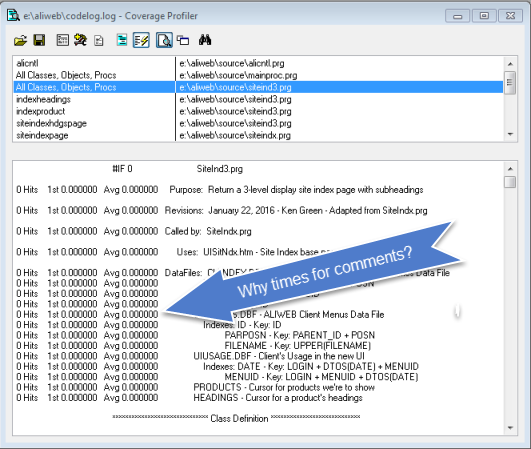 e:\aliweb\codelog.log - Coverage Profiler
alicntl e:\aliweb\source\alicntl.prg
All Classes, Objects, Procs e:\aliweb\source\mainproc.prg
All Classes, Objects, Procs e:\aliweb\source\siteind3.prg
indexheadings e:\aliweb\source\siteind3.prg
indexproduct e:\aliweb\source\siteind3.prg
siteindexhdgspage e:\aliweb\source\siteind3.prg
siteindexpage e:\aliweb\source\siteindx.prg
#IF 0 SiteInd3.prg
0 Hits 1st 0.000000 Avg 0.000000 Purpose: Return a 3-level display site index page with subheadings
0 Hits 1st 0.000000 Avg 0.000000 Revisions: January 22, 2016 - Ken Green - Adapted from SiteIndx.prg
0 Hits 1st 0.000000 Avg 0.000000 Called by: SiteIndx.prg
0 Hits 1st 0.000000 Avg 0.000000 Uses: UISitNdx.htm - Site Index base
0 Hits 1st 0.000000 Avg 0.000000 DataFiles: Data File
0 Hits 1st 0.000000 Avg 0.000000 POSN
0 Hits 1st 0.000000 Avg 0.000000
0 Hits 1st 0.000000 Avg 0.000000
0 Hits 1st 0.000000 Avg 0.000000 .DBF - ALIWEB Client Menus Data File
0 Hits 1st 0.000000 Avg 0.000000 Indexes: ID - Key: ID
0 Hits 1st 0.000000 Avg 0.000000 PARPOSN - Key: PARENT_ID + POSN
0 Hits 1st 0.000000 Avg 0.000000 FILENAME - Key: UPPER(FILENAME)
0 Hits 1st 0.000000 Avg 0.000000 UIUSAGE.DBF - Client's Usage in the new UI
0 Hits 1st 0.000000 Avg 0.000000 Indexes: DATE - Key: LOGIN + DTOS(DATE) + MENUID
0 Hits 1st 0.000000 Avg 0.000000 MENUID - Key: LOGIN + MENUID + DTOS(DATE)
0 Hits 1st 0.000000 Avg 0.000000 PRODUCTS - Cursor for products we're to show
0 Hits 1st 0.000000 Avg 0.000000 HEADINGS - Cursor for a product's headings
Class Definition
Why times for comments?